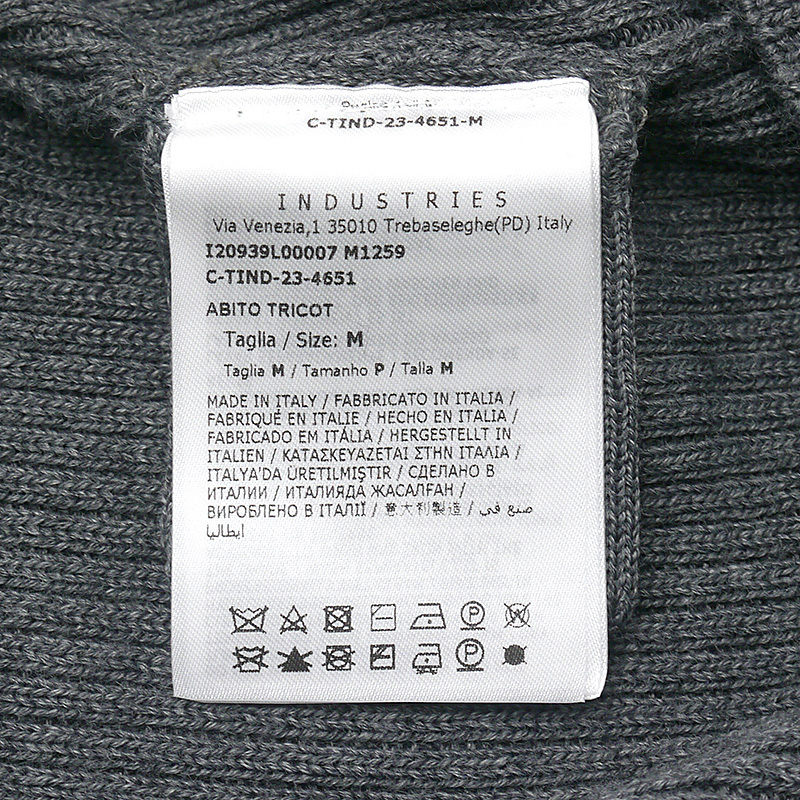 C-TIND-23-4651-M
INDUSTRIES
Via Venezia,1 35010 Trebaseleghe(PD) Italy
I20939L00007 M1259
C-TIND-23-4651
ABITO TRICOT
Taglia / Size: M
Taglia M / Tamanho P / Talla M
MADE IN ITALY / FABBRICATO IN ITALIA /
FABRIQUÉ EN ITALIE / HECHO EN ITALIA /
FABRICADO EM ITÁLIA / HERGESTELLT IN
ITALIEN / ΚΑΤΑΣΚΕΥΑΖΕΤΑΙ ΣΤΗΝ ΙΤΑΛΙΑ /
ITALYA'DA ÜRETILMIŞTIR / СДЕЛАНО В
ИТАЛИИ / ИТАЛИЯДА ЖАСАЛҒАН /
ВИРОБЛЕНО В ІТАЛІЇ / 意大利製造 / صنع في
ايطاليا
P W
P